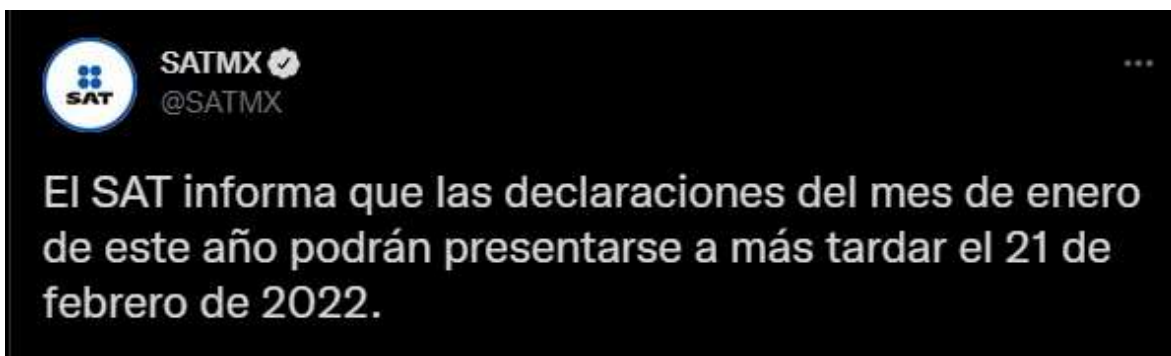 SATMX
SAT
@SATMX
El SAT informa que las declaraciones del mes de enero
de este año podrán presentarse a más tardar el 21 de
febrero de 2022.